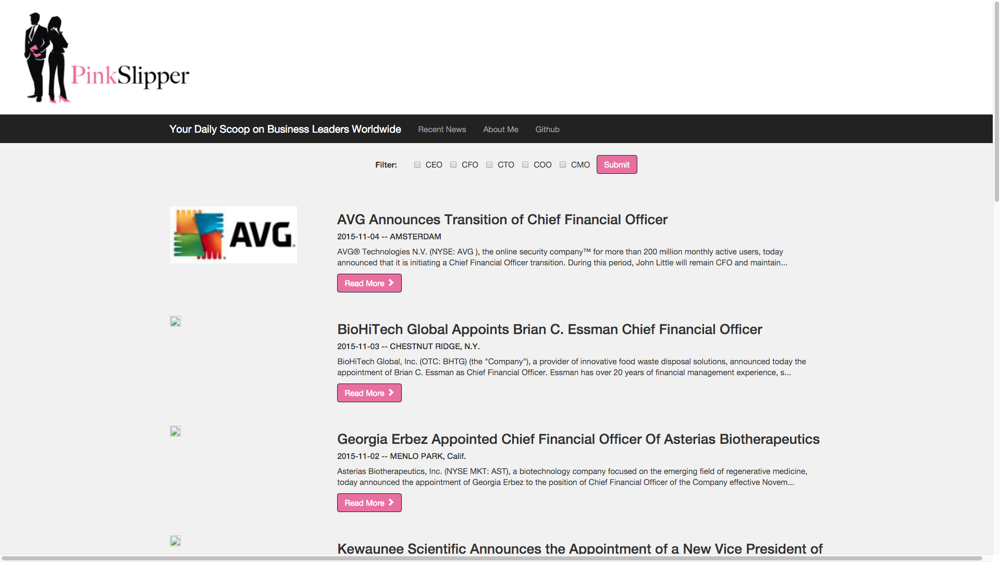 PinkSlipper
Your Daily Scoop on Business Leaders Worldwide Recent News About Me Github
Filter: CEO CFO CTO COO CMO Submit
AVG
AVG Announces Transition of Chief Financial Officer
2015-11-04 -- AMSTERDAM
AVG® Technologies N.V. (NYSE: AVG ), the online security company™ for more than 200 million monthly active users, today
announced that it is initiating a Chief Financial Officer transition. During this period, John Little will remain CFO and maintain...
Read More
BioHiTech Global Appoints Brian C. Essman Chief Financial Officer
2015-11-03 -- CHESTNUT RIDGE, N.Y.
BioHiTech Global, Inc. (OTC: BHTG) (the "Company"), a provider of innovative food waste disposal solutions, announced today the
appointment of Brian C. Essman as Chief Financial Officer. Essman has over 20 years of financial management experience, s...
Read More
Georgia Erbez Appointed Chief Financial Officer Of Asterias Biotherapeutics
2015-11-02 -- MENLO PARK, Calif.
Asterias Biotherapeutics, Inc. (NYSE MKT: AST), a biotechnology company focused on the emerging field of regenerative medicine,
today announced the appointment of Georgia Erbez to the position of Chief Financial Officer of the Company effective Novem...
Read More
Kewaunee Scientific Announces the Appointment of a New Vice President of